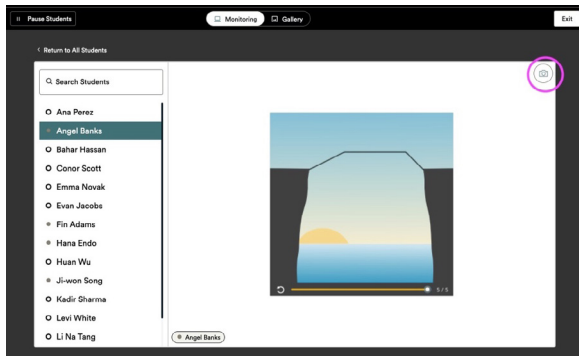 Pause Students
Monitoring
Gallery
Exit
Return to All Students
Search Students
Ana Perez
Angel Banks
Bahar Hassan
Conor Scott
Emma Novak
Evan Jacobs
Fin Adams
Hana Endo
Huan Wu
Ji-won Song
Kadir Sharma
Levi White
Li Na Tang
5/5
Angel Banks